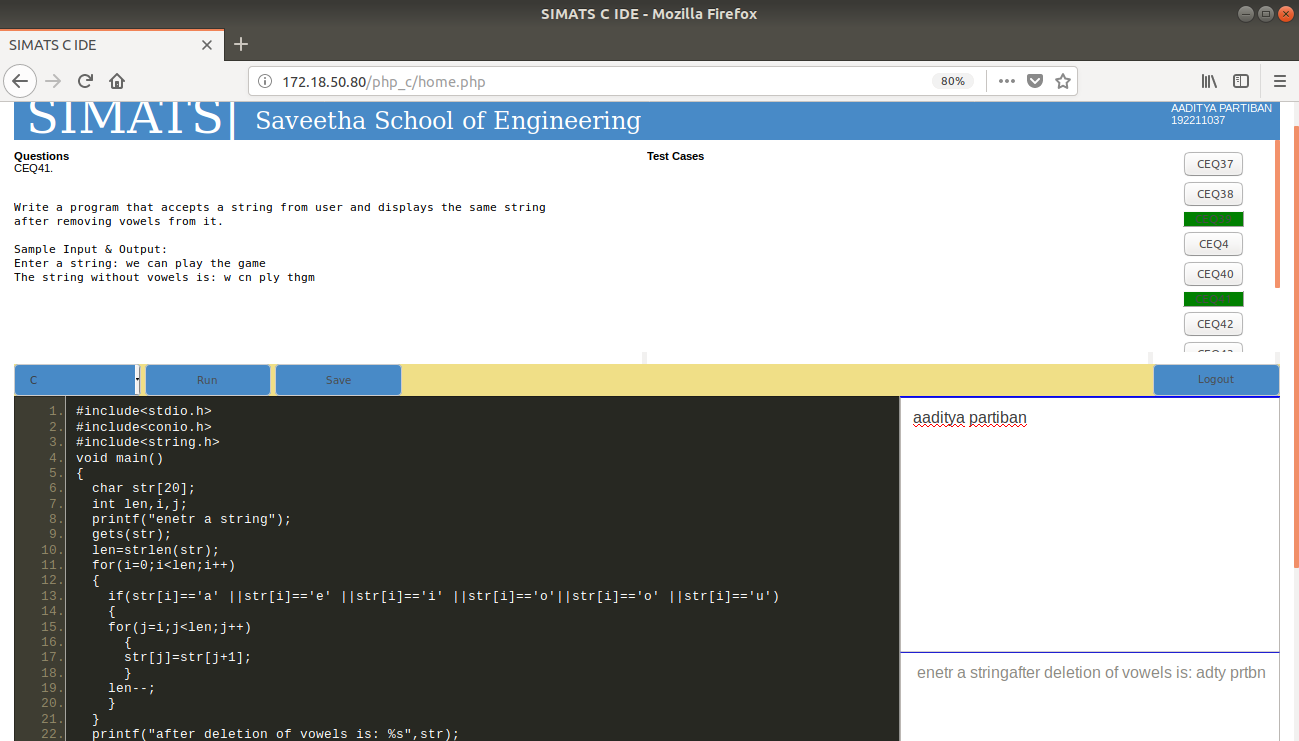 SIMATS C IDE - Mozilla Firefox
SIMATS C IDE
172.18.50.80/php_c/home.php
80%
SIMATS|
Saveetha School of Engineering
AADITYA PARTIBAN
192211037
Questions
CEQ41.
Write a program that accepts a string from user and displays the same string
after removing vowels from it.
Sample Input & Output:
Enter a string: we can play the game
The string without vowels is: w cn ply thgm
Test Cases
CEQ37
CEQ38
CEQ4
CEQ40
CEQ42
C
Run
Save
Logout
1. #include<stdio.h>
2. #include<conio.h>
3. #include<string.h>
4. void main()
5. {
6. char str[20];
7. int len,i,j;
8. printf("enetr a string");
9. gets(str);
10. len=strlen(str);
11. for(i=0;i<len;i++)
12. {
13. if(str[i]=='a' ||str[i]=='e' ||str[i]=='i' ||str[i]=='o'||str[i]=='o' ||str[i]=='u')
14. {
15. for(j=i;j<len;j++)
16. {
17. str[j]=str[j+1];
18. }
19. len--;
20. }
21. }
22. printf("after deletion of vowels is: %s",str);
aaditya partiban
enetr a stringafter deletion of vowels is: adty prtbn